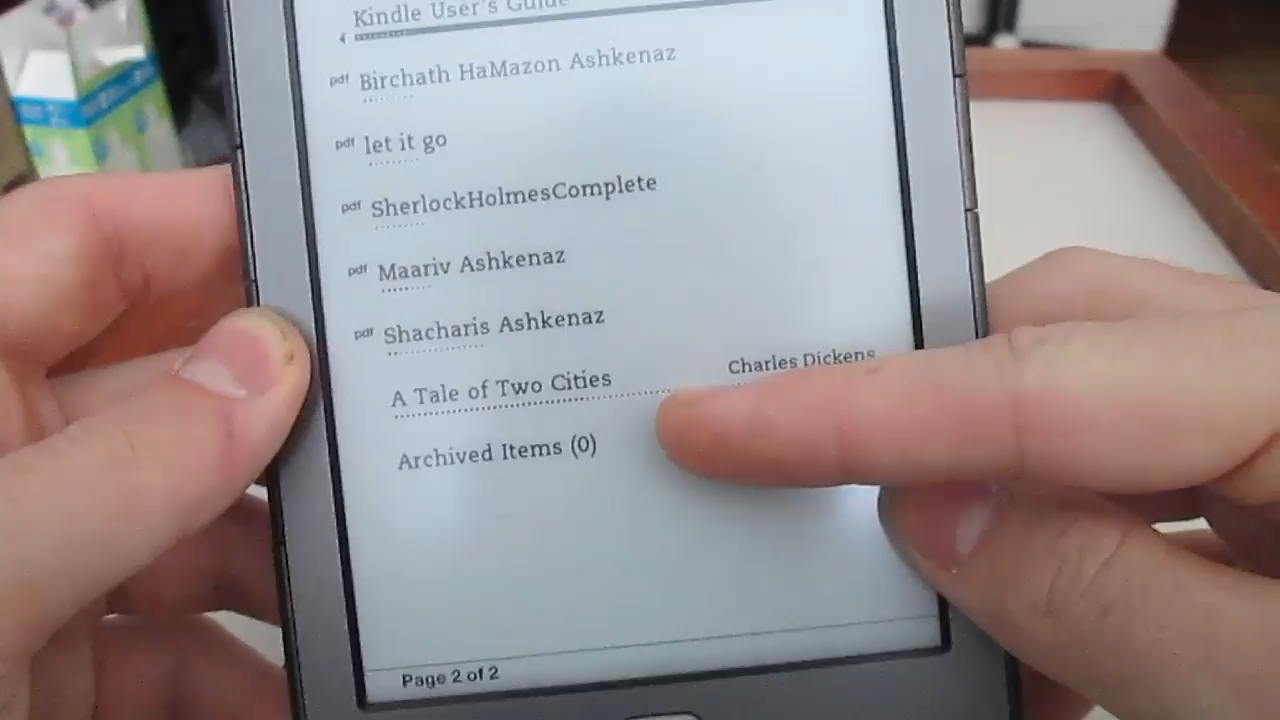 Kindle User's Guide
pdf Birchath HaMazon Ashkenaz
pdf let it go
pdf SherlockHolmesComplete
pdf Maariv Ashkenaz
pdf Shacharis Ashkenaz
A Tale of Two Cities Charles Dickens
Archived Items (0)
Page 2 of 2